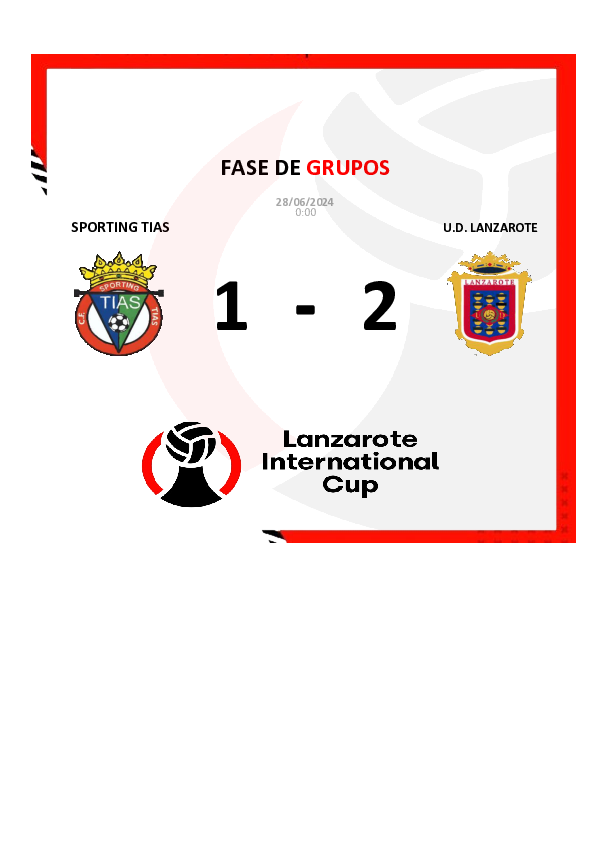 FASE DE GRUPOS
28/06/2024
0:00
SPORTING TIAS
U.D. LANZAROTE
SPORTING
TIAS
C.F.
TIAS
1 - 2
LANZAROTE
Lanzarote
International
Cup